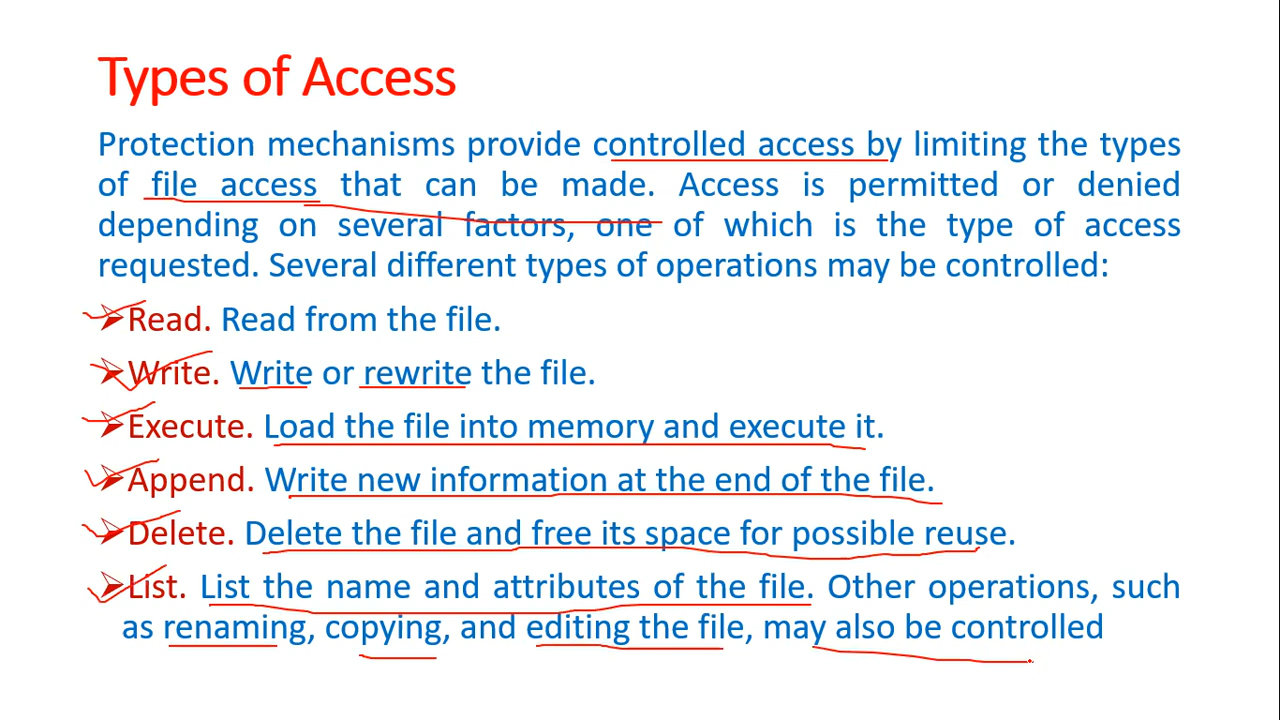 Types of Access
Protection mechanisms provide controlled access by limiting the types
of file access that can be made. Access is permitted or denied
depending on several factors, one of which is the type of access
requested. Several different types of operations may be controlled:
➢Read. Read from the file.
➢Write. Write or rewrite the file.
➢Execute. Load the file into memory and execute it.
➢Append. Write new information at the end of the file.
➢Delete. Delete the file and free its space for possible reuse.
➢List. List the name and attributes of the file. Other operations, such
as renaming, copying, and editing the file, may also be controlled